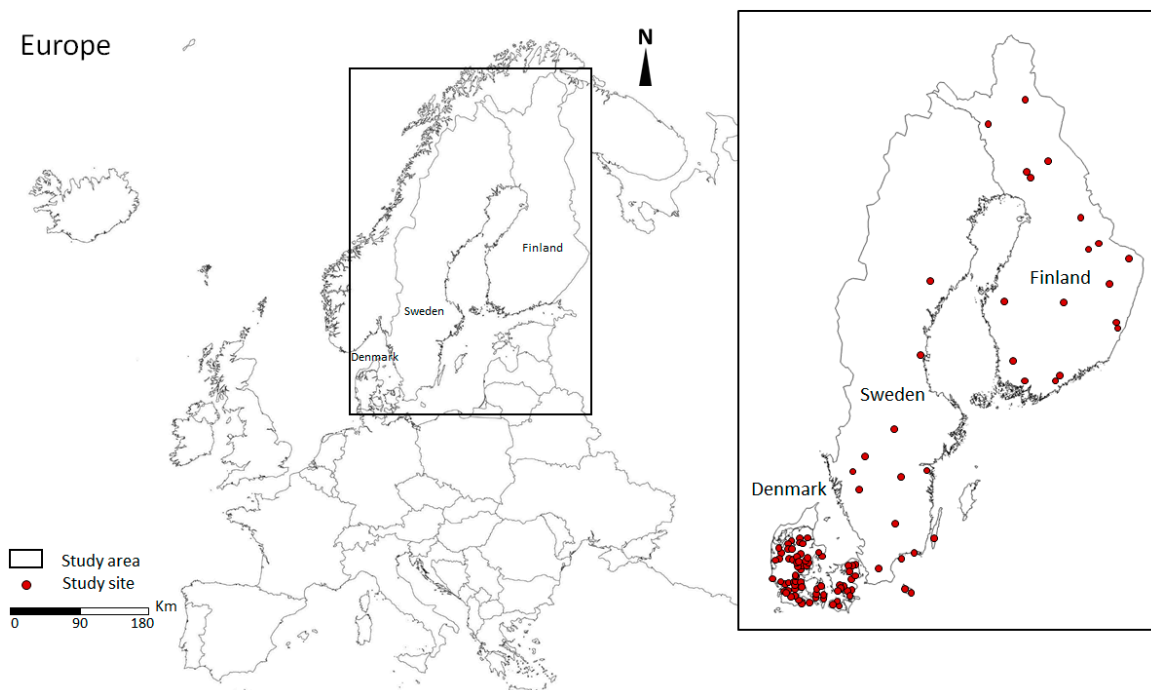 Europe
N
Finland
Sweden
Denmark
Study area
Study site
Km
0 90 180
Finland
Sweden
Denmark